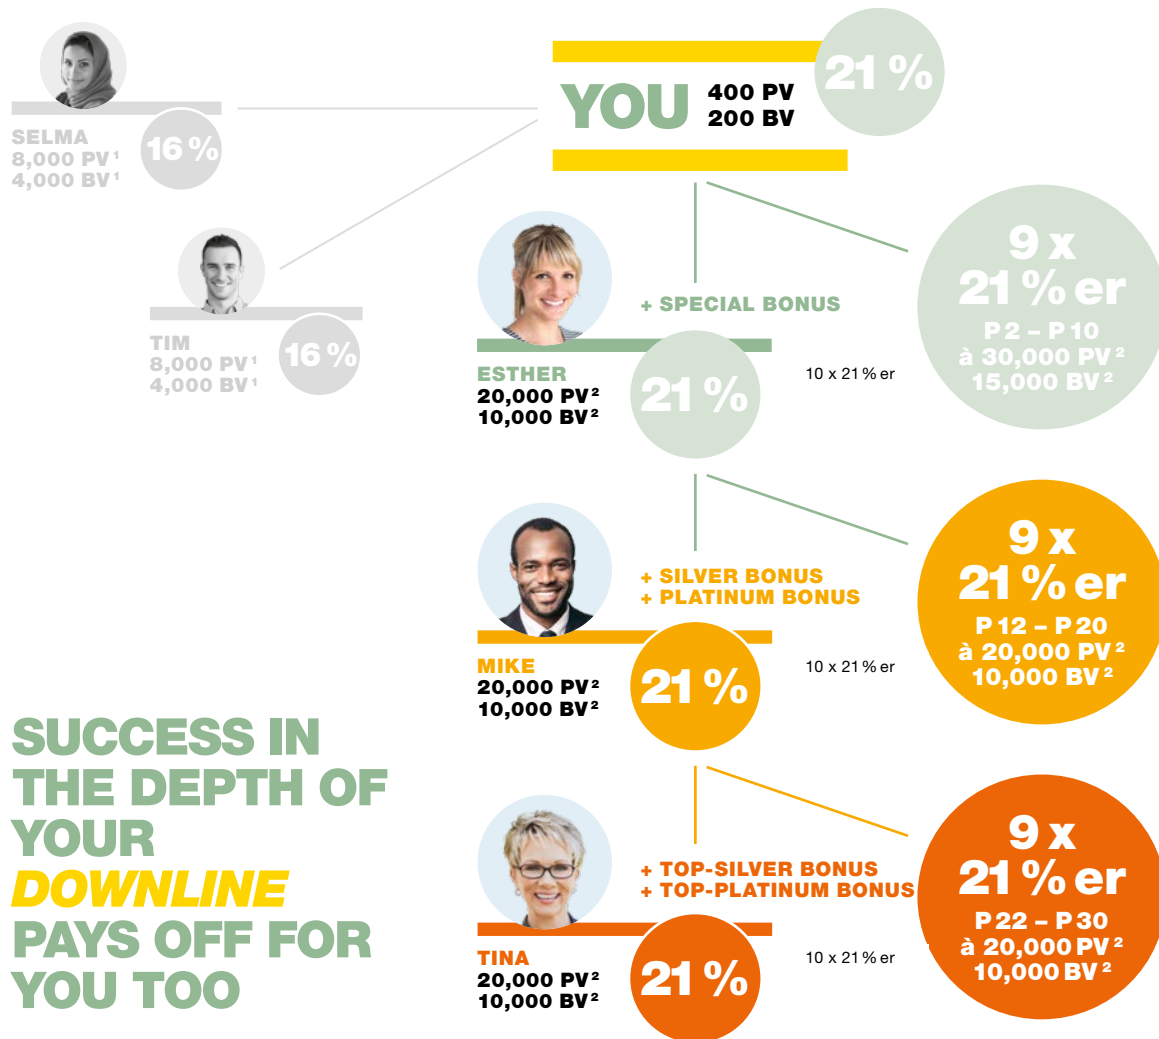 SELMA
8,000 PV¹
4,000 BV¹
16 %
YOU
400 PV
200 BV
21 %
TIM
8,000 PV¹
4,000 BV¹
16 %
+ SPECIAL BONUS
ESTHER
20,000 PV²
10,000 BV²
21 %
10 x 21 % er
9 x
21 % er
P 2 – P 10
à 30,000 PV²
15,000 BV²
+ SILVER BONUS
+ PLATINUM BONUS
MIKE
20,000 PV²
10,000 BV²
21 %
10 x 21 % er
9 x
21 % er
P 12 – P 20
à 20,000 PV²
10,000 BV²
SUCCESS IN
THE DEPTH OF
YOUR
DOWNLINE
PAYS OFF FOR
YOU TOO
+ TOP-SILVER BONUS
+ TOP-PLATINUM BONUS
TINA
20,000 PV²
10,000 BV²
21 %
10 x 21 % er
9 x
21 % er
P 22 – P 30
à 20,000 PV²
10,000 BV²